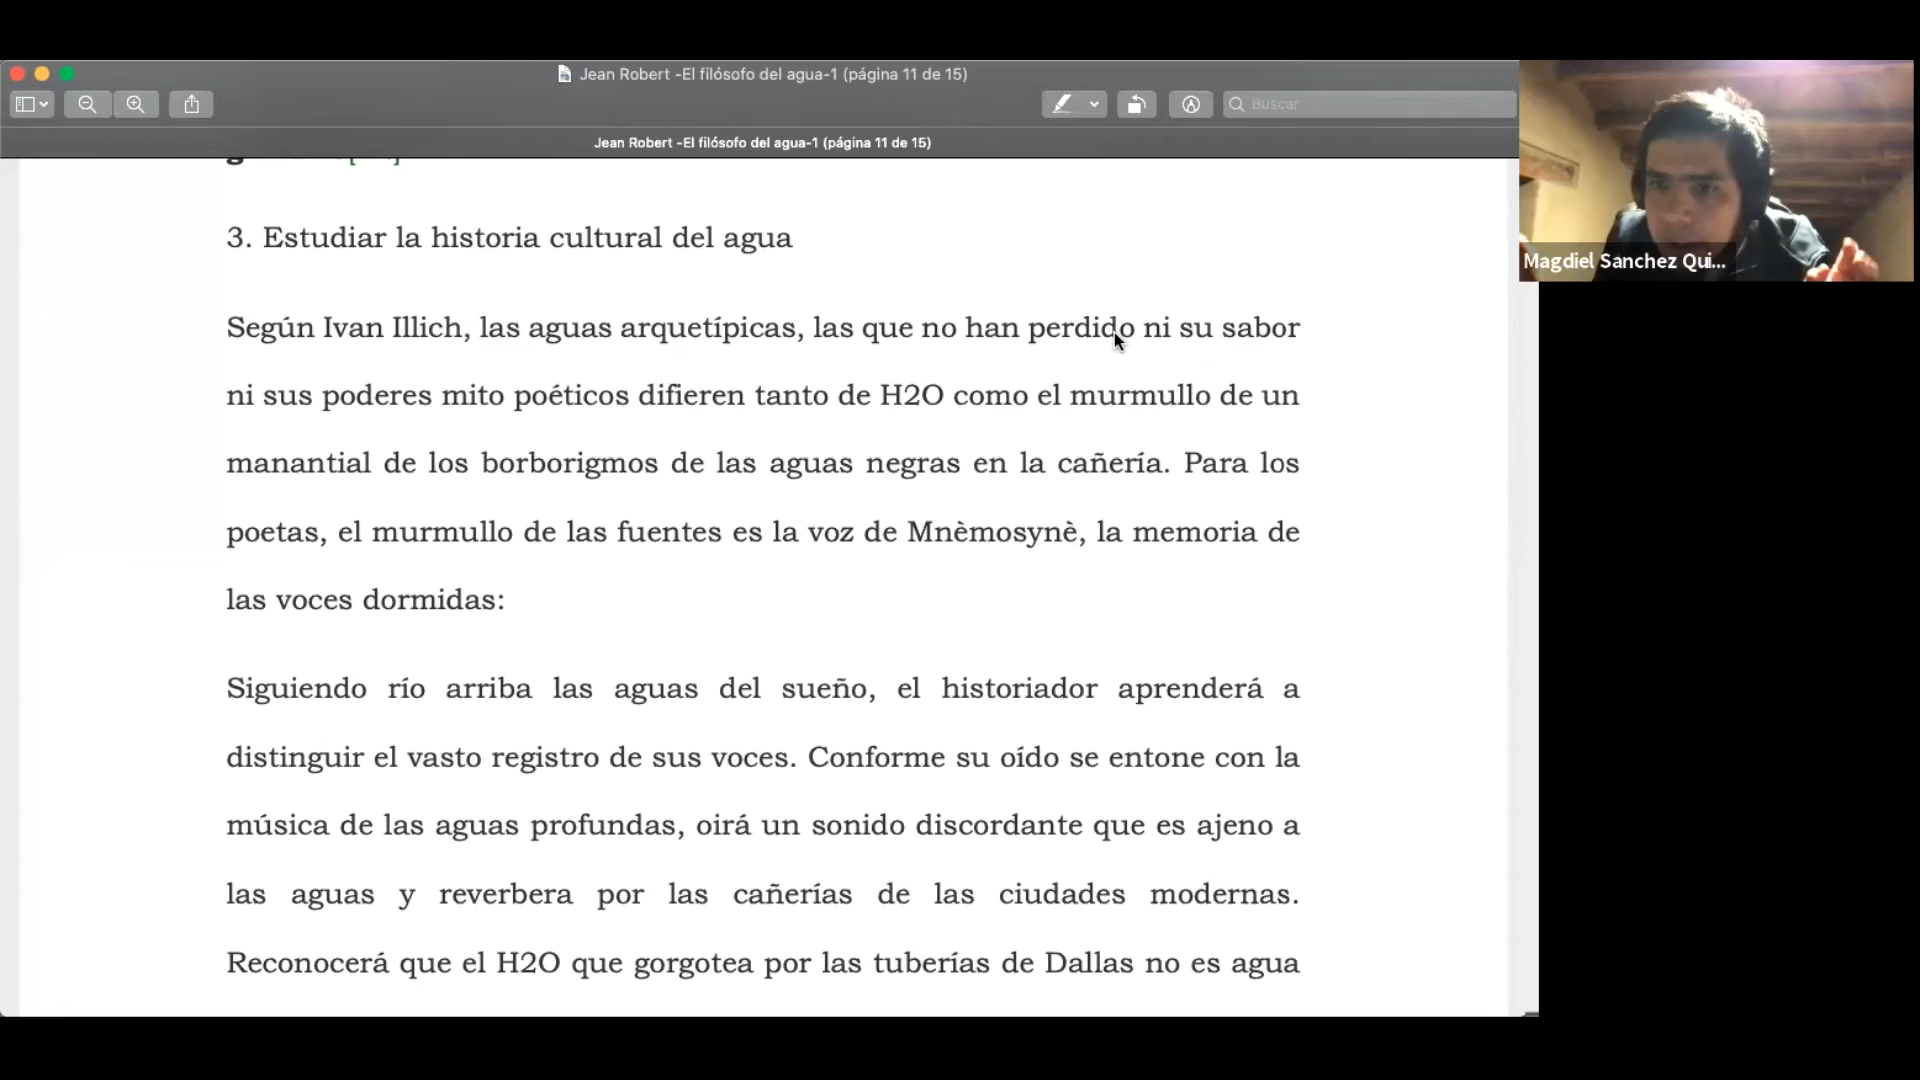 Jean Robert -El filósofo del agua-1 (página 11 de 15)
Buscar
Jean Robert -El filósofo del agua-1 (página 11 de 15)
Magdiel Sanchez Qui...
3. Estudiar la historia cultural del agua
Según Ivan Illich, las aguas arquetípicas, las que no han perdido ni su sabor
ni sus poderes mito poéticos difieren tanto de H2O como el murmullo de un
manantial de los borborigmos de las aguas negras en la cañería. Para los
poetas, el murmullo de las fuentes es la voz de Mnèmosynè, la memoria de
las voces dormidas:
Siguiendo río arriba las aguas del sueño, el historiador aprenderá a
distinguir el vasto registro de sus voces. Conforme su oído se entone con la
música de las aguas profundas, oirá un sonido discordante que es ajeno a
las aguas y reverbera por las cañerías de las ciudades modernas.
Reconocerá que el H2O que gorgotea por las tuberías de Dallas no es agua